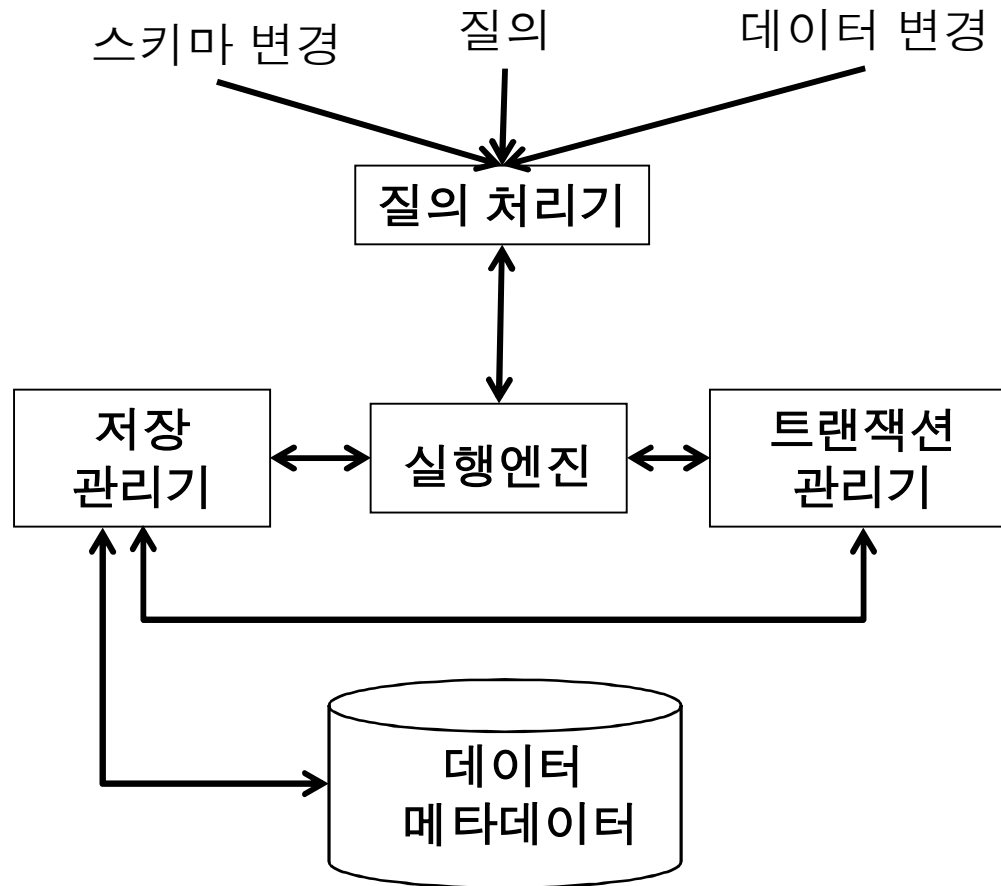 스키마 변경
질의
데이터 변경
질의 처리기
저장
관리기
실행엔진
트랜잭션
관리기
데이터
메타데이터